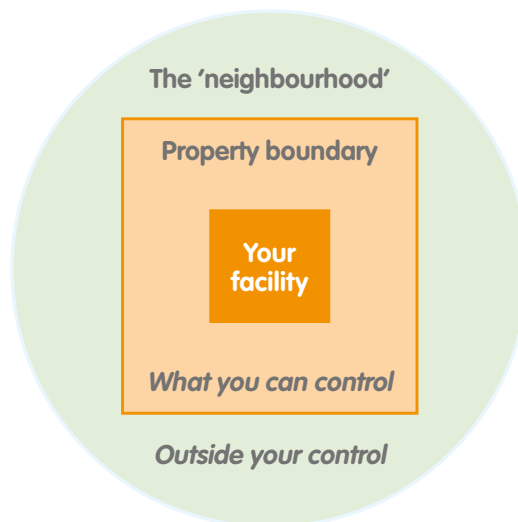 The ‘neighbourhood’
Property boundary
Your
facility
What you can control
Outside your control